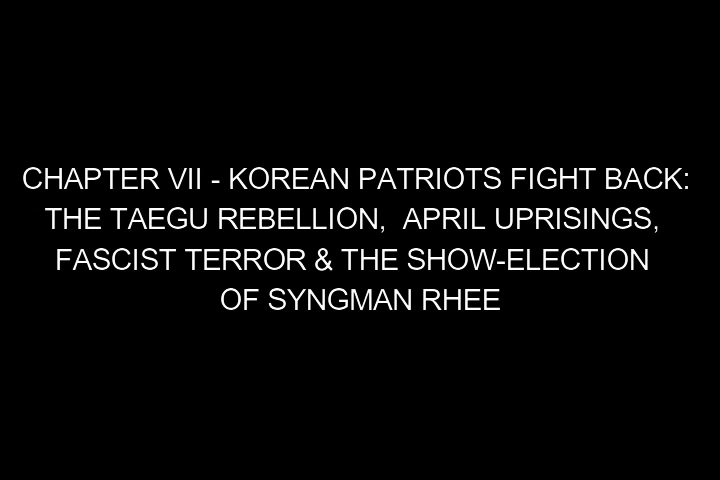 CHAPTER VII - KOREAN PATRIOTS FIGHT BACK:
THE TAEGU REBELLION,  APRIL UPRISINGS,
FASCIST TERROR & THE SHOW-ELECTION
OF SYNGMAN RHEE